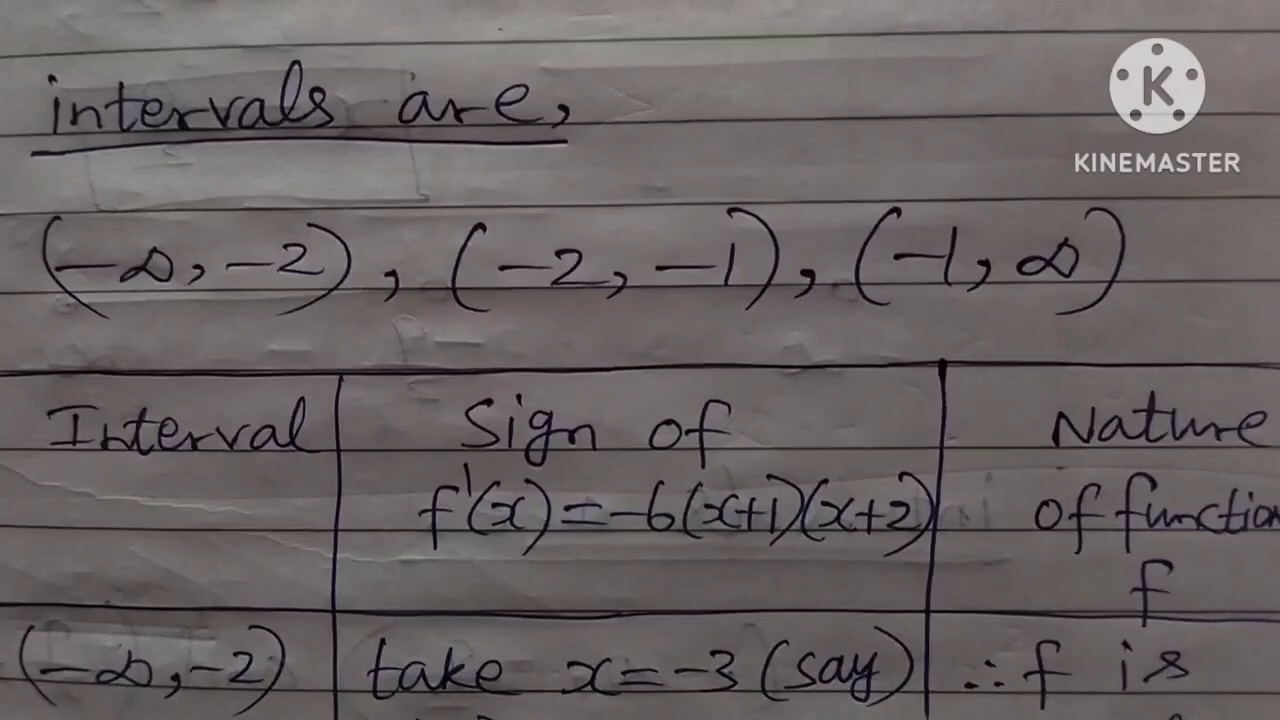 intervals are,
K
KINEMASTER
(-∞, -2), (-2, -1), (-1, ∞)
Interval
Sign of
f'(x) = -6(x+1)(x+2)
Nature
of function
f
(-∞, -2)
take x = -3 (say)
∴ f is